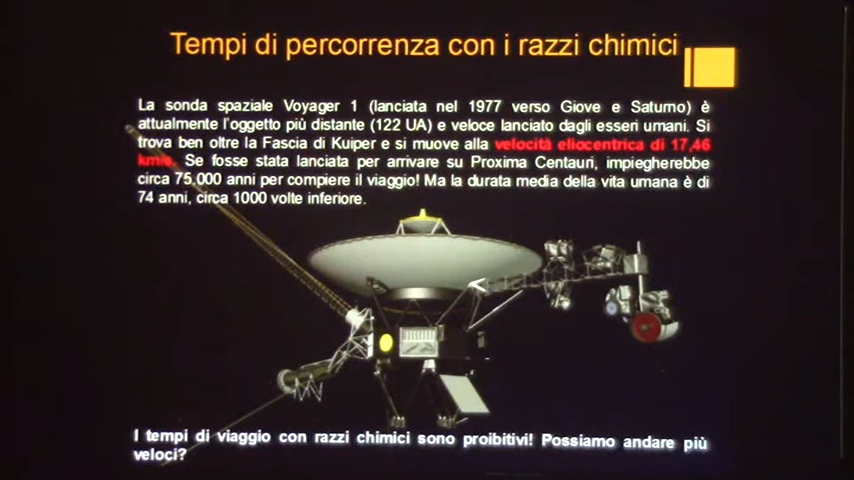 Tempi di percorrenza con i razzi chimici
La sonda spaziale Voyager 1 (lanciata nel 1977 verso Giove e Saturno) è
attualmente l'oggetto più distante (122 UA) e veloce lanciato dagli esseri umani. Si
trova ben oltre la Fascia di Kuiper e si muove alla velocità eliocentrica di 17,46
km/s. Se fosse stata lanciata per arrivare su Proxima Centauri, impiegherebbe
circa 75.000 anni per compiere il viaggio! Ma la durata media della vita umana è di
74 anni, circa 1000 volte inferiore.
I tempi di viaggio con razzi chimici sono proibitivi! Possiamo andare più
veloci?